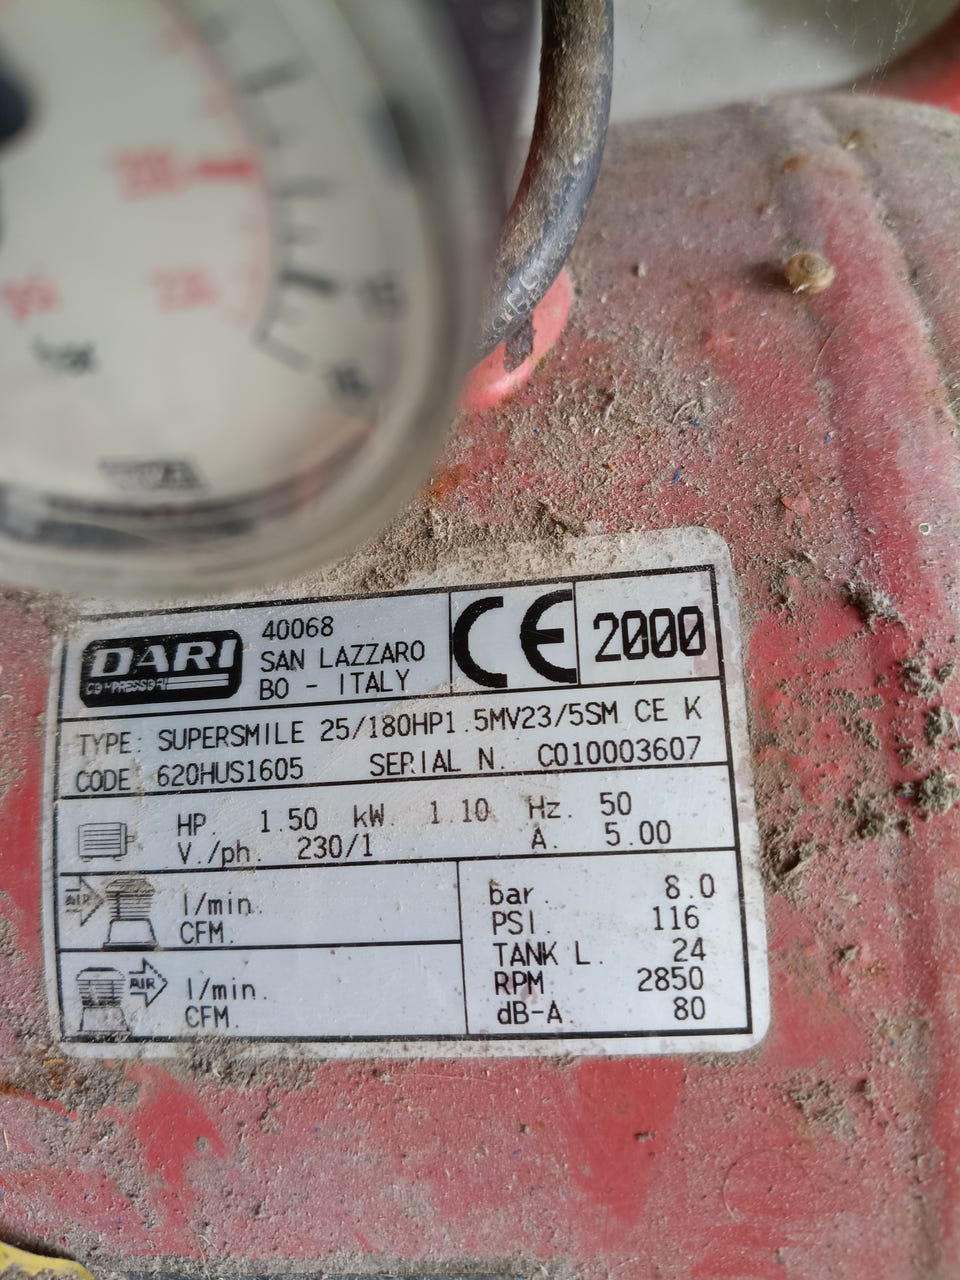 DARI
COMPRESSORI
40068
SAN LAZZARO
BO - ITALY
CE
2000
TYPE: SUPERSMILE 25/180HP1.5MV23/5SM CE K
CODE: 620HUS1605 SERIAL N. C010003607
HP. 1.50 kW. 1.10 Hz. 50
V./ph. 230/1 A. 5.00
AIR
l/min.
CFM.
AIR
l/min.
CFM.
bar. 8.0
PSI. 116
TANK L. 24
RPM 2850
dB-A. 80